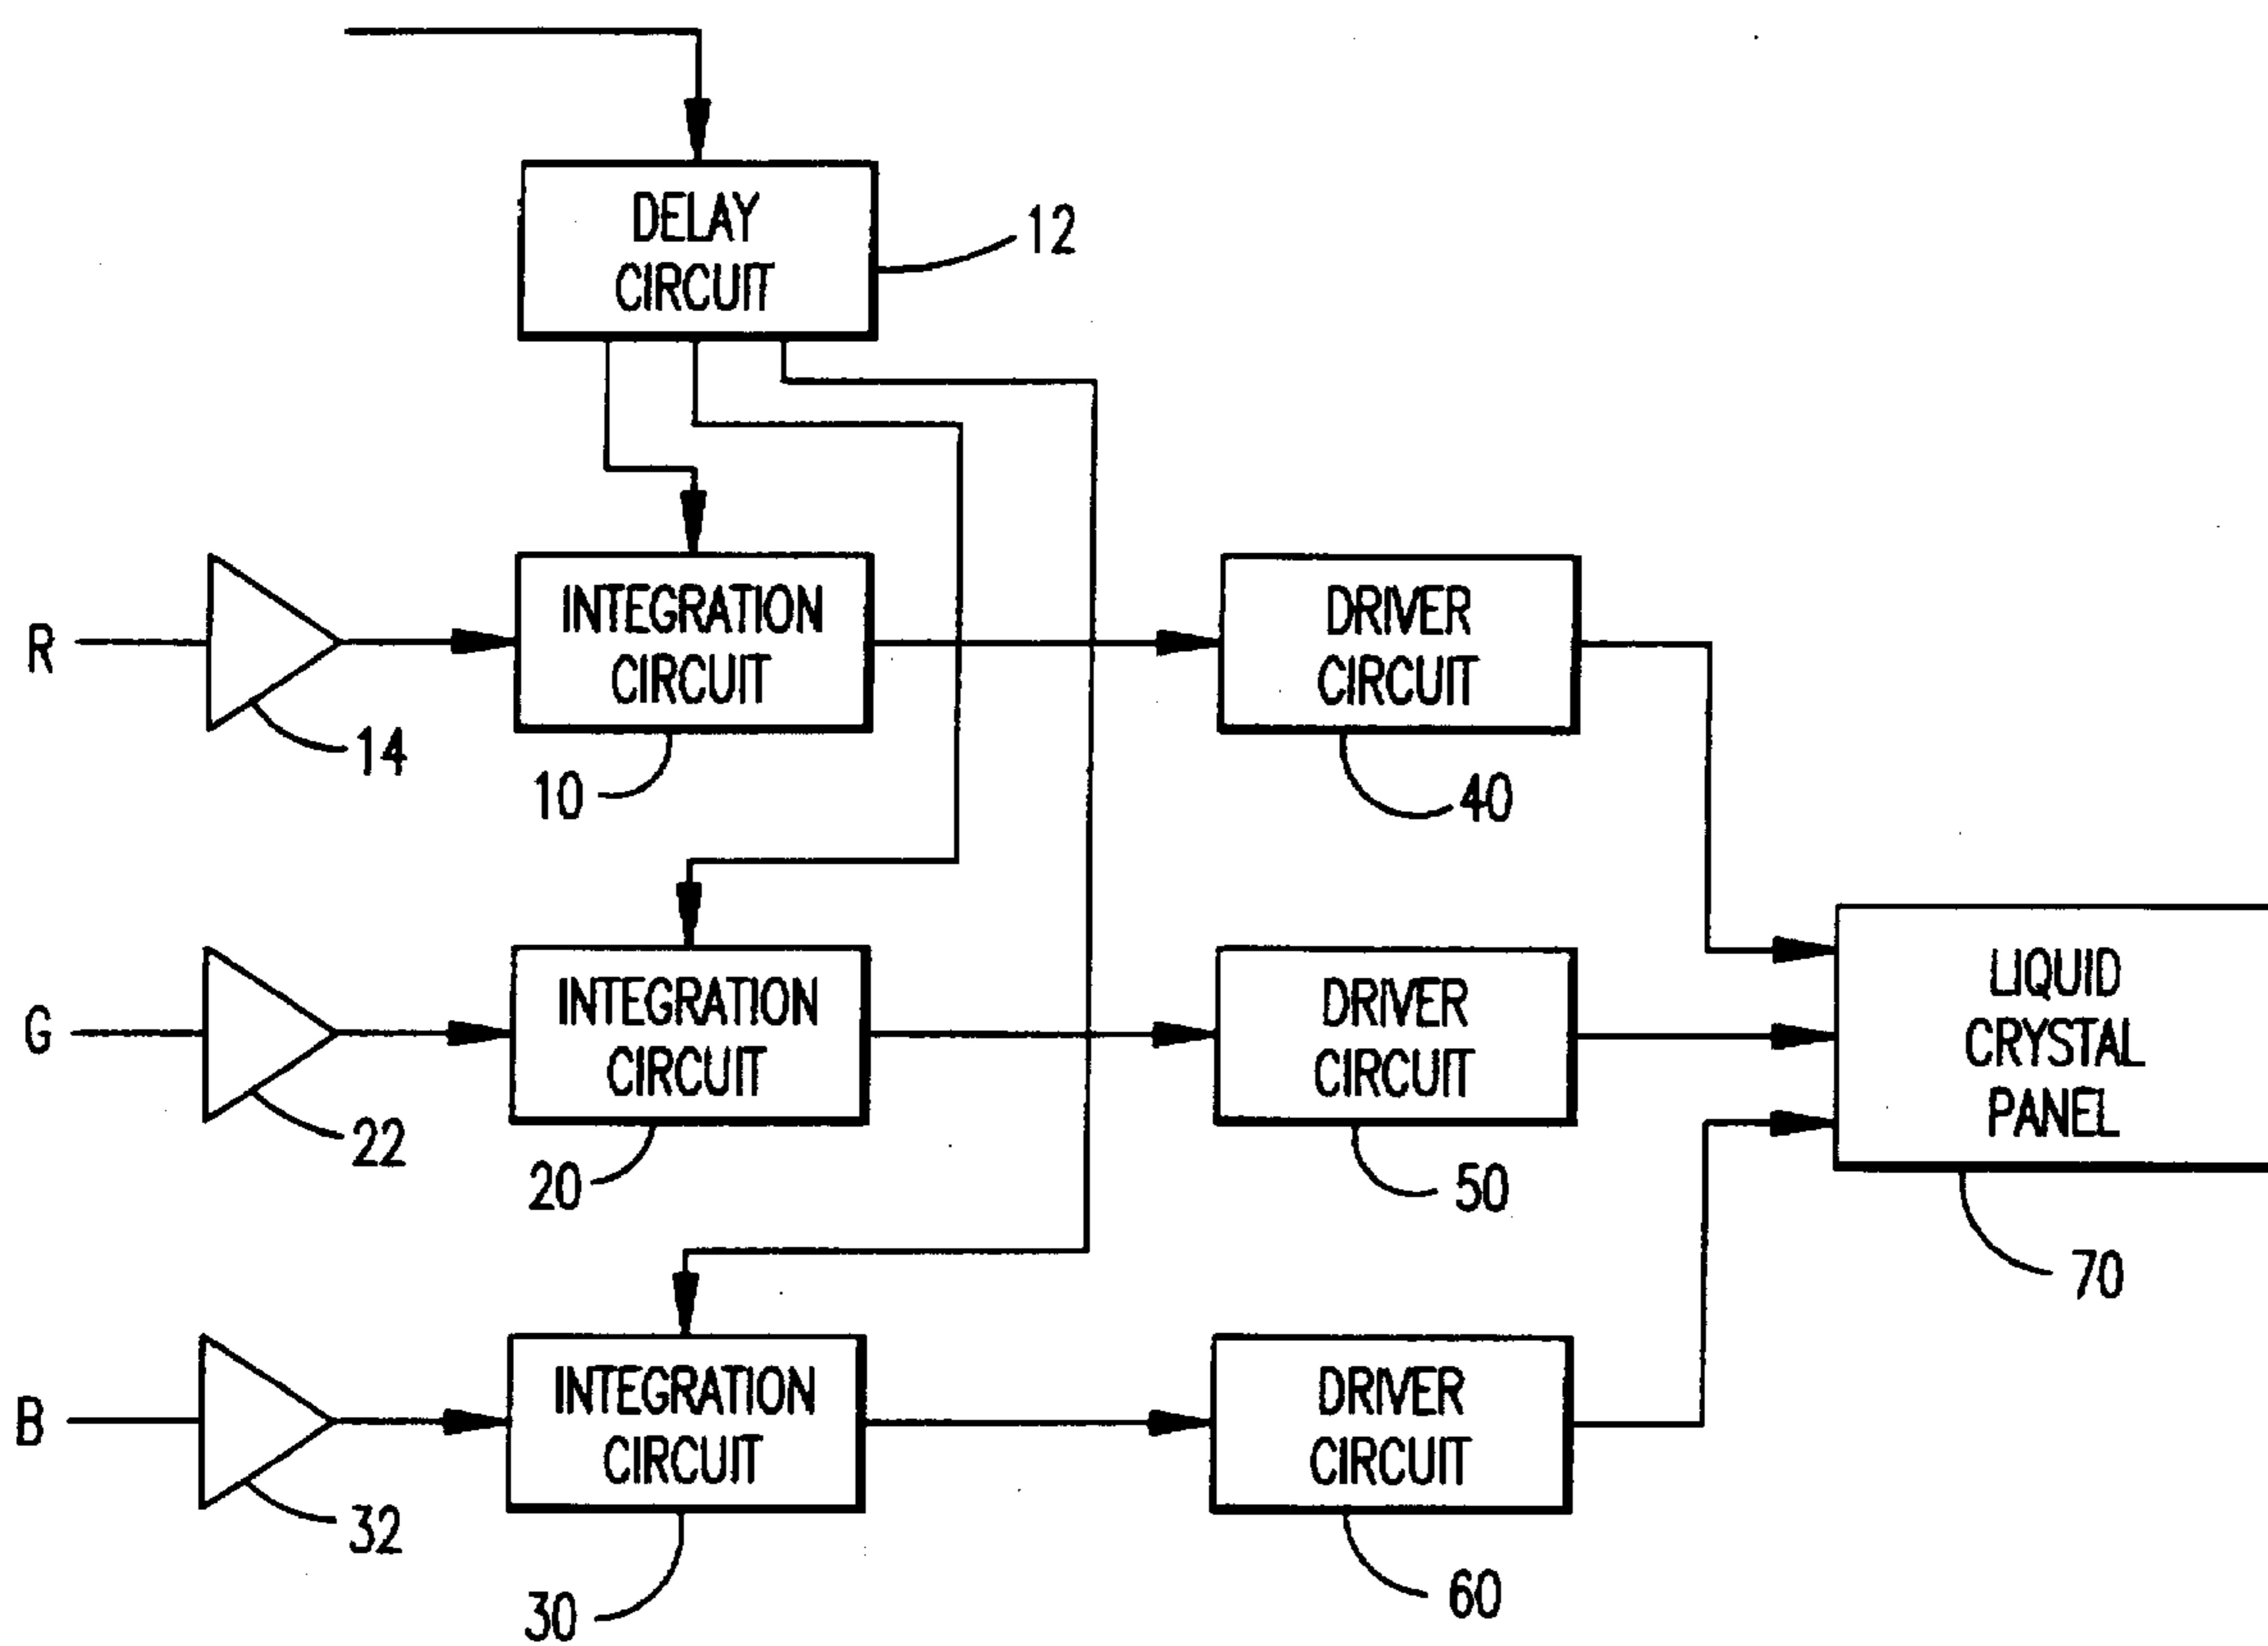 DELAY
CIRCUIT
12
R
14
INTEGRATION
CIRCUIT
10
DRIVER
CIRCUIT
40
G
22
INTEGRATION
CIRCUIT
20
DRIVER
CIRCUIT
50
LIQUID
CRYSTAL
PANEL
70
B
32
INTEGRATION
CIRCUIT
30
DRIVER
CIRCUIT
60